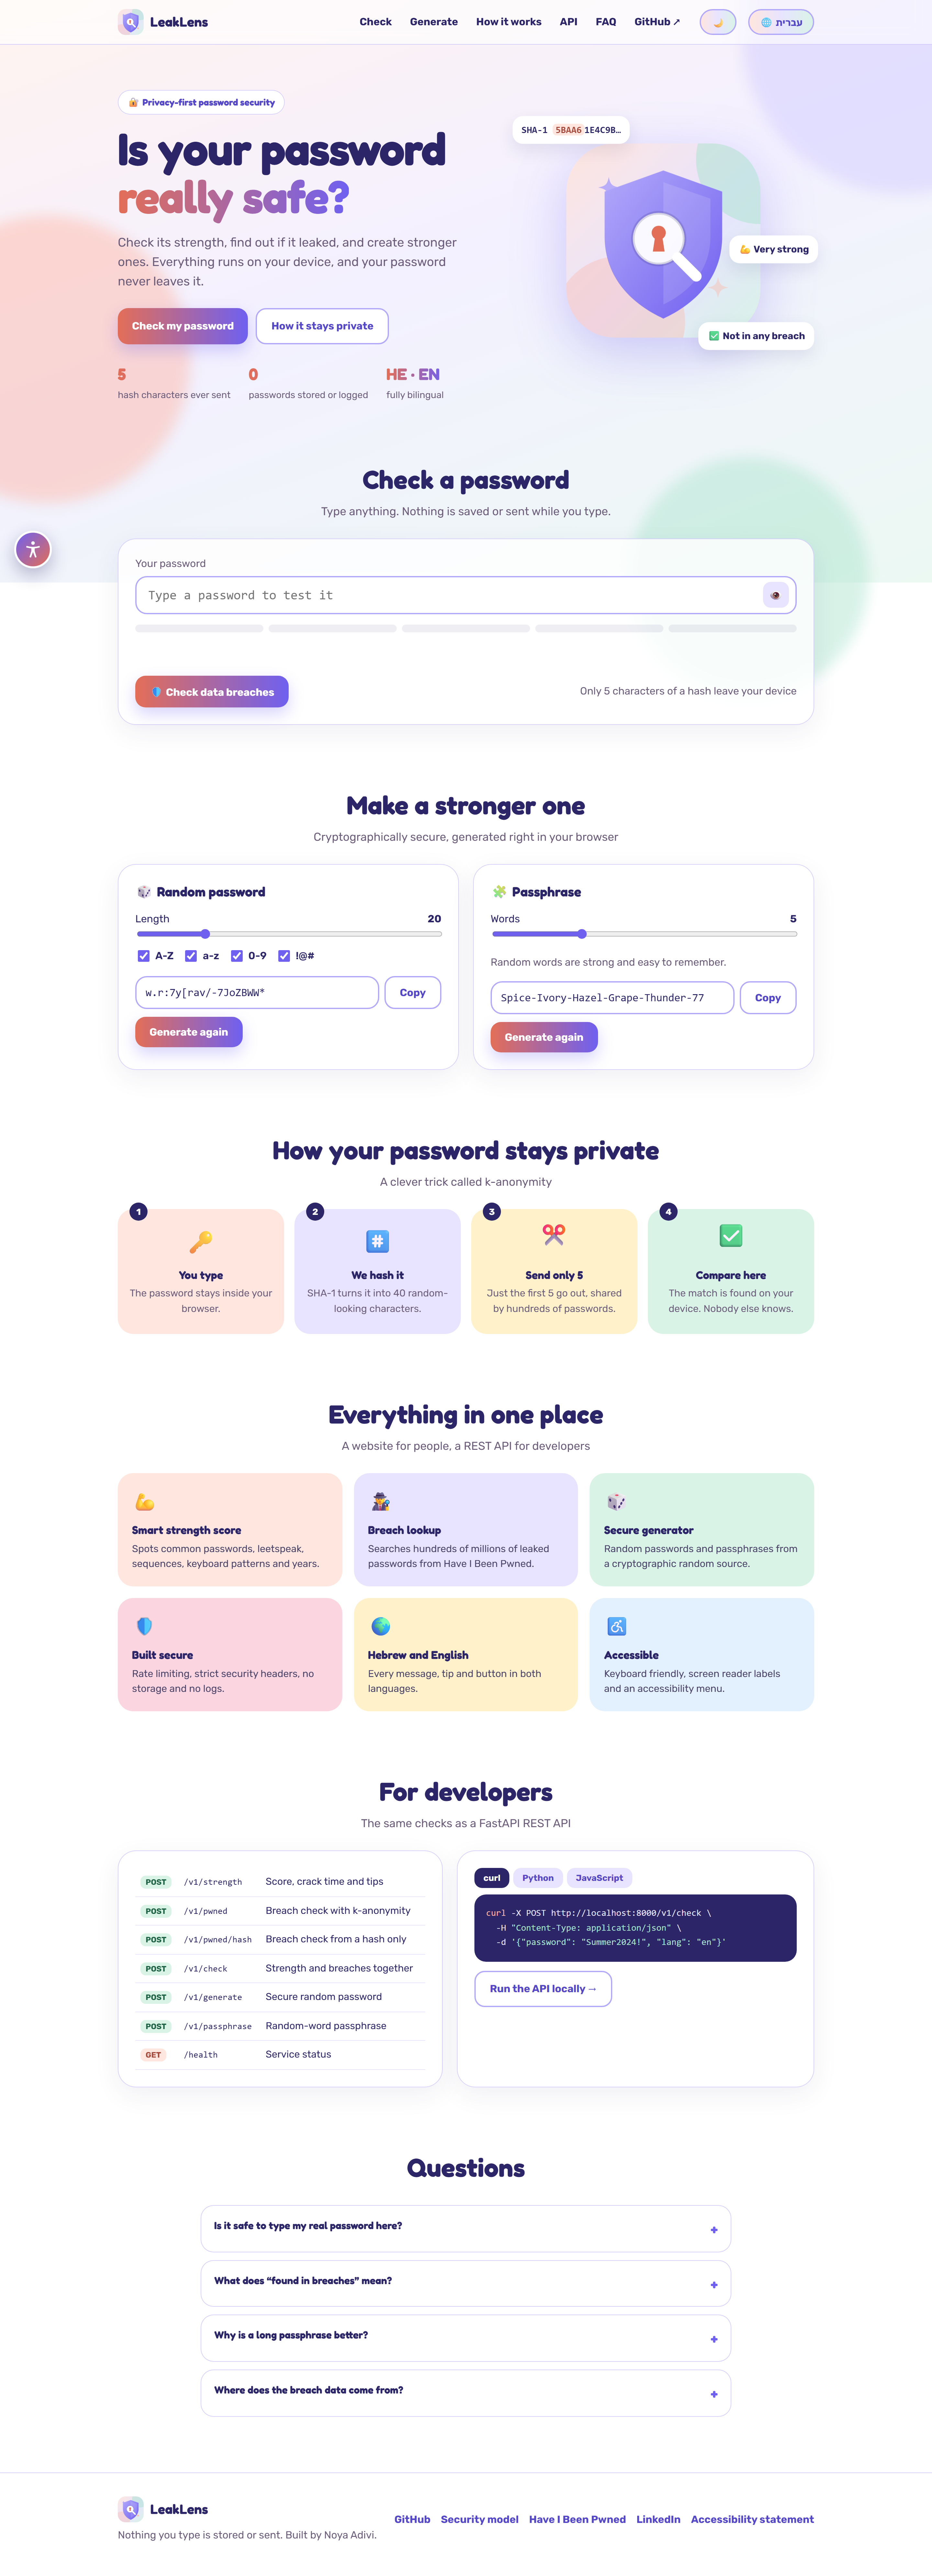 LeakLens
Check Generate How it works API FAQ GitHub ↗
עברית
Privacy-first password security
Is your password
really safe?
Check its strength, find out if it leaked, and create stronger
ones. Everything runs on your device, and your password
never leaves it.
Check my password How it stays private
5
hash characters ever sent
0
passwords stored or logged
HE · EN
fully bilingual
SHA-1 5BAA6 1E4C9B…
Very strong
Not in any breach
Check a password
Type anything. Nothing is saved or sent while you type.
Your password
Type a password to test it
Check data breaches
Only 5 characters of a hash leave your device
Make a stronger one
Cryptographically secure, generated right in your browser
Random password
Length 20
A-Z a-z 0-9 !@#
w.r:7y[rav/-7JoZBWW* Copy
Generate again
Passphrase
Words 5
Random words are strong and easy to remember.
Spice-Ivory-Hazel-Grape-Thunder-77 Copy
Generate again
How your password stays private
A clever trick called k-anonymity
1
You type
The password stays inside your
browser.
2
We hash it
SHA-1 turns it into 40 random-
looking characters.
3
Send only 5
Just the first 5 go out, shared
by hundreds of passwords.
4
Compare here
The match is found on your
device. Nobody else knows.
Everything in one place
A website for people, a REST API for developers
Smart strength score
Spots common passwords, leetspeak,
sequences, keyboard patterns and years.
Breach lookup
Searches hundreds of millions of leaked
passwords from Have I Been Pwned.
Secure generator
Random passwords and passphrases from
a cryptographic random source.
Built secure
Rate limiting, strict security headers, no
storage and no logs.
Hebrew and English
Every message, tip and button in both
languages.
Accessible
Keyboard friendly, screen reader labels
and an accessibility menu.
For developers
The same checks as a FastAPI REST API
POST /v1/strength Score, crack time and tips
POST /v1/pwned Breach check with k-anonymity
POST /v1/pwned/hash Breach check from a hash only
POST /v1/check Strength and breaches together
POST /v1/generate Secure random password
POST /v1/passphrase Random-word passphrase
GET /health Service status
curl Python JavaScript
curl -X POST http://localhost:8000/v1/check \
-H "Content-Type: application/json" \
-d '{"password": "Summer2024!", "lang": "en"}'
Run the API locally →
Questions
Is it safe to type my real password here? +
What does “found in breaches” mean? +
Why is a long passphrase better? +
Where does the breach data come from? +
LeakLens
Nothing you type is stored or sent. Built by Noya Adivi.
GitHub Security model Have I Been Pwned LinkedIn Accessibility statement